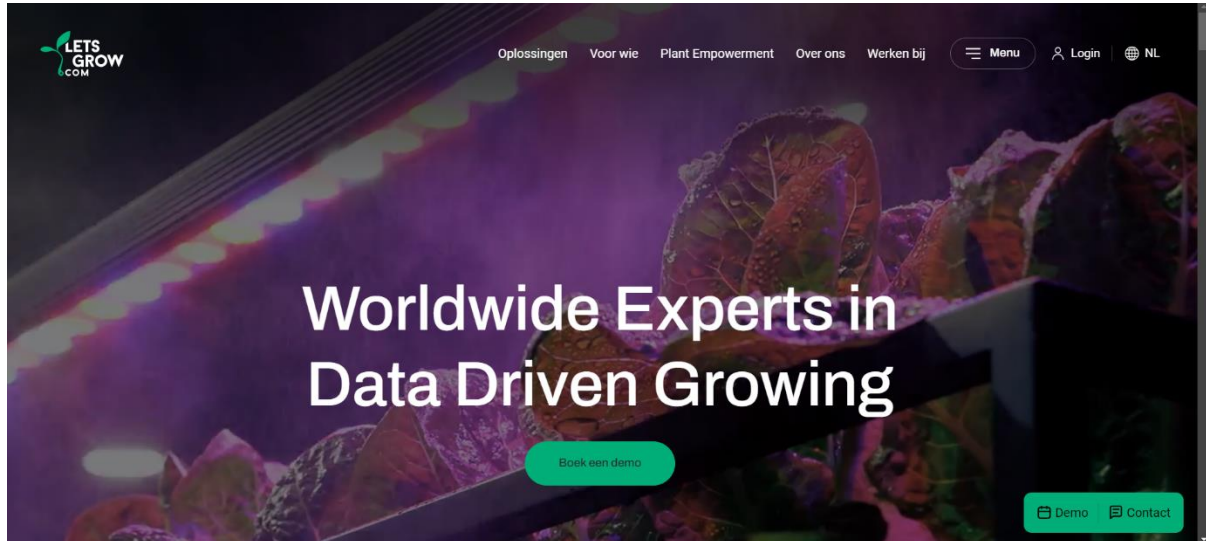 LETS
GROW
COM
Oplossingen Voor wie Plant Empowerment Over ons Werken bij Menu Login NL
Worldwide Experts in
Data Driven Growing
Boek een demo
Demo Contact